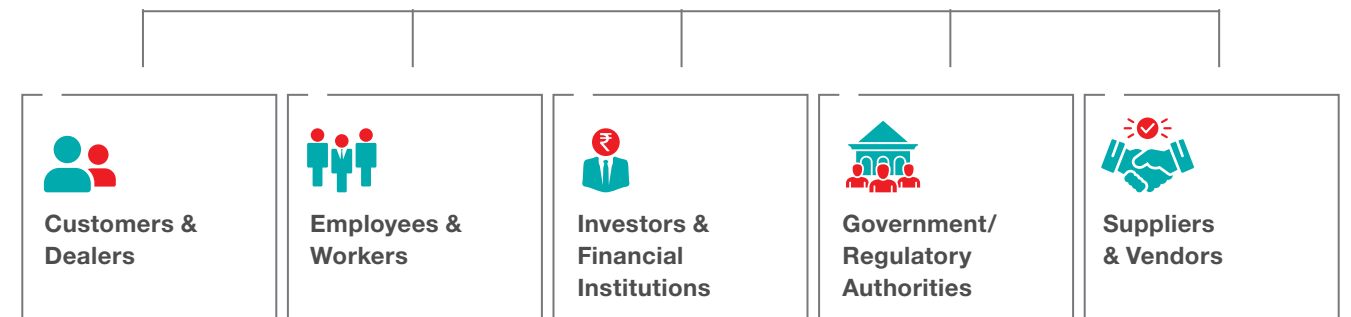 Customers &
Dealers
Employees &
Workers
₹
Investors &
Financial
Institutions
Government/
Regulatory
Authorities
Suppliers
& Vendors